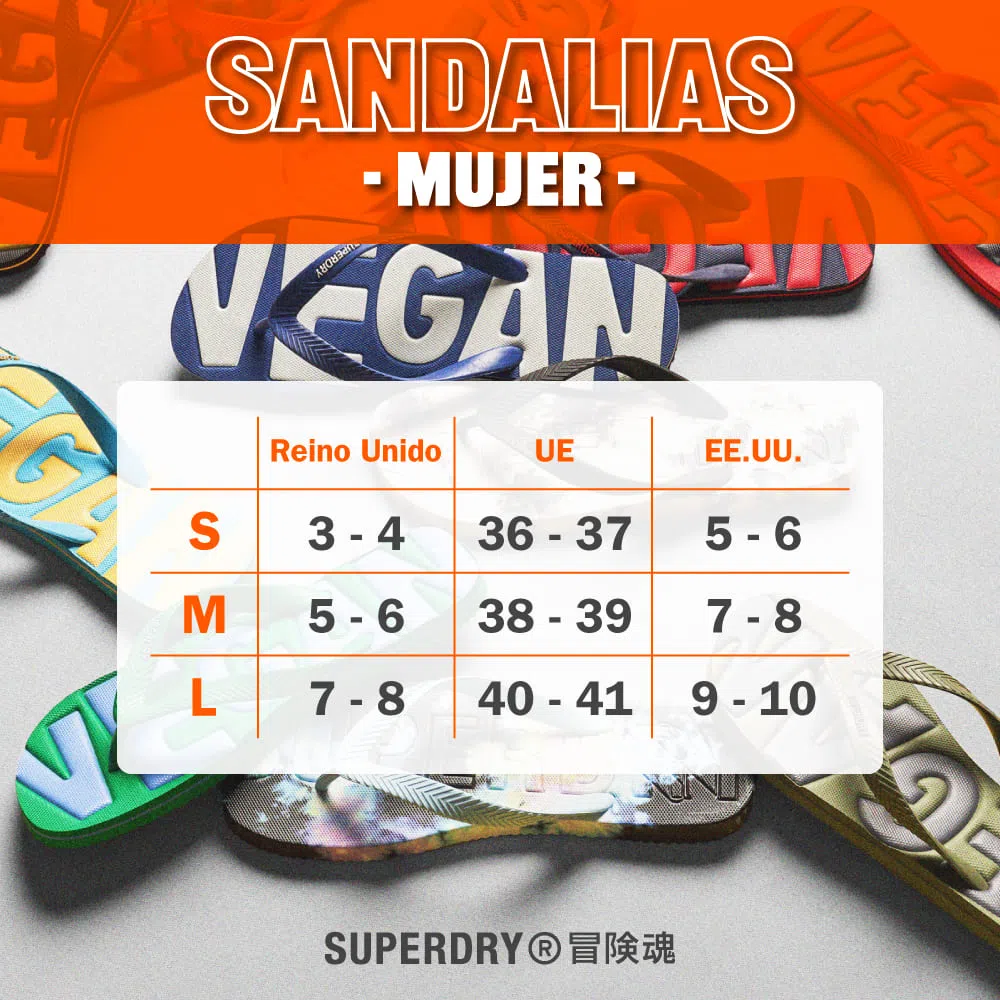 SANDALIAS
- MUJER -
SUPERDRY
VEGAN
Reino Unido UE EE.UU.
S 3 - 4 36 - 37 5 - 6
M 5 - 6 38 - 39 7 - 8
L 7 - 8 40 - 41 9 - 10
SUPERDRY®冒険魂